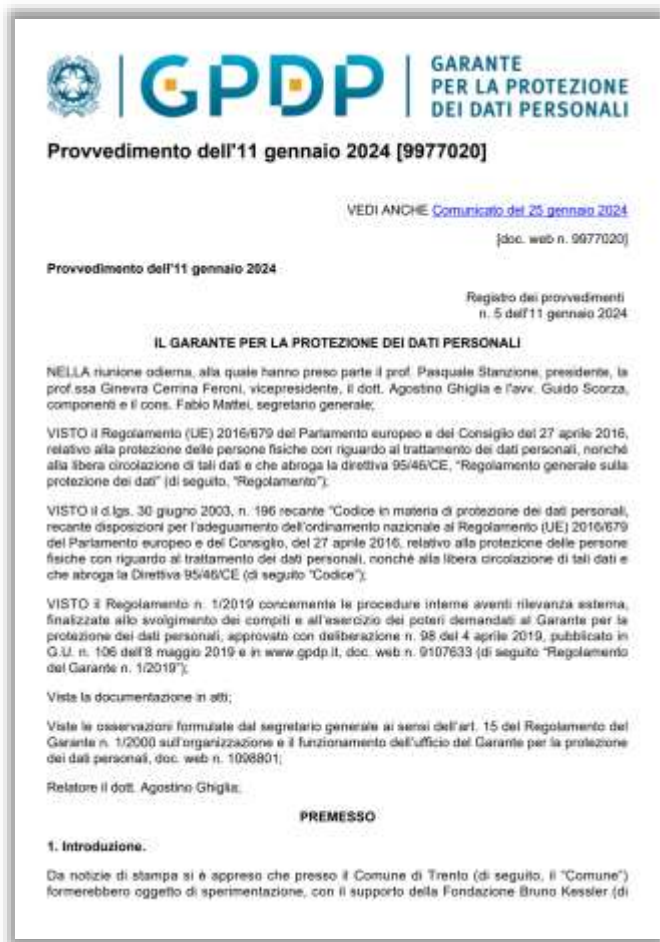 GPDP
GARANTE
PER LA PROTEZIONE
DEI DATI PERSONALI
Provvedimento dell'11 gennaio 2024 [9977020]
VEDI ANCHE Comunicato del 25 gennaio 2024
[doc. web n. 9977020]
Provvedimento dell'11 gennaio 2024
Registro dei provvedimenti
n. 5 dell'11 gennaio 2024
IL GARANTE PER LA PROTEZIONE DEI DATI PERSONALI
NELLA riunione odierna, alla quale hanno preso parte il prof. Pasquale Stanzione, presidente, la
prof.ssa Ginevra Cerrina Feroni, vicepresidente, il dott. Agostino Ghiglia e l'avv. Guido Scorza,
componenti e il cons. Fabio Mattei, segretario generale;
VISTO il Regolamento (UE) 2016/679 del Parlamento europeo e del Consiglio del 27 aprile 2016,
relativo alla protezione delle persone fisiche con riguardo al trattamento dei dati personali, nonché
alla libera circolazione di tali dati e che abroga la direttiva 95/46/CE, "Regolamento generale sulla
protezione dei dati" (di seguito, "Regolamento");
VISTO il d.lgs. 30 giugno 2003, n. 196 recante "Codice in materia di protezione dei dati personali,
recante disposizioni per l'adeguamento dell'ordinamento nazionale al Regolamento (UE) 2016/679
del Parlamento europeo e del Consiglio, del 27 aprile 2016, relativo alla protezione delle persone
fisiche con riguardo al trattamento dei dati personali, nonché alla libera circolazione di tali dati e
che abroga la Direttiva 95/46/CE (di seguito "Codice");
VISTO il Regolamento n. 1/2019 concernente le procedure interne aventi rilevanza esterna,
finalizzate allo svolgimento dei compiti e all'esercizio dei poteri demandati al Garante per la
protezione dei dati personali, approvato con deliberazione n. 98 del 4 aprile 2019, pubblicato in
G.U. n. 106 dell'8 maggio 2019 e in www.gpdp.it, doc. web n. 9107633 (di seguito "Regolamento
del Garante n. 1/2019");
Vista la documentazione in atti;
Viste le osservazioni formulate dal segretario generale ai sensi dell'art. 15 del Regolamento del
Garante n. 1/2000 sull'organizzazione e il funzionamento dell'ufficio del Garante per la protezione
dei dati personali, doc. web n. 1098801;
Relatore il dott. Agostino Ghiglia;
PREMESSO
1. Introduzione.
Da notizie di stampa si è appreso che presso il Comune di Trento (di seguito, il "Comune")
formerebbero oggetto di sperimentazione, con il supporto della Fondazione Bruno Kessler (di